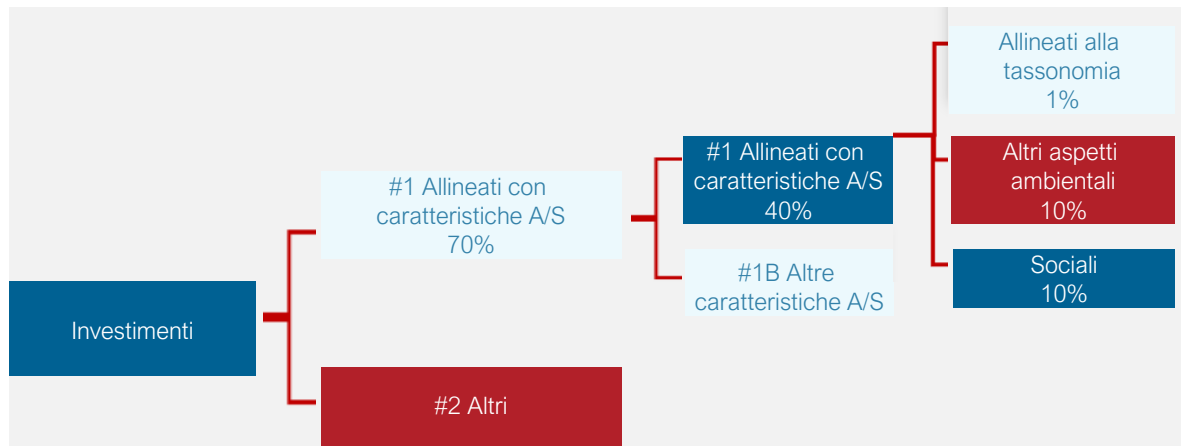 Investimenti
#1 Allineati con
caratteristiche A/S
70%
#2 Altri
#1 Allineati con
caratteristiche A/S
40%
#1B Altre
caratteristiche A/S
Allineati alla
tassonomia
1%
Altri aspetti
ambientali
10%
Sociali
10%